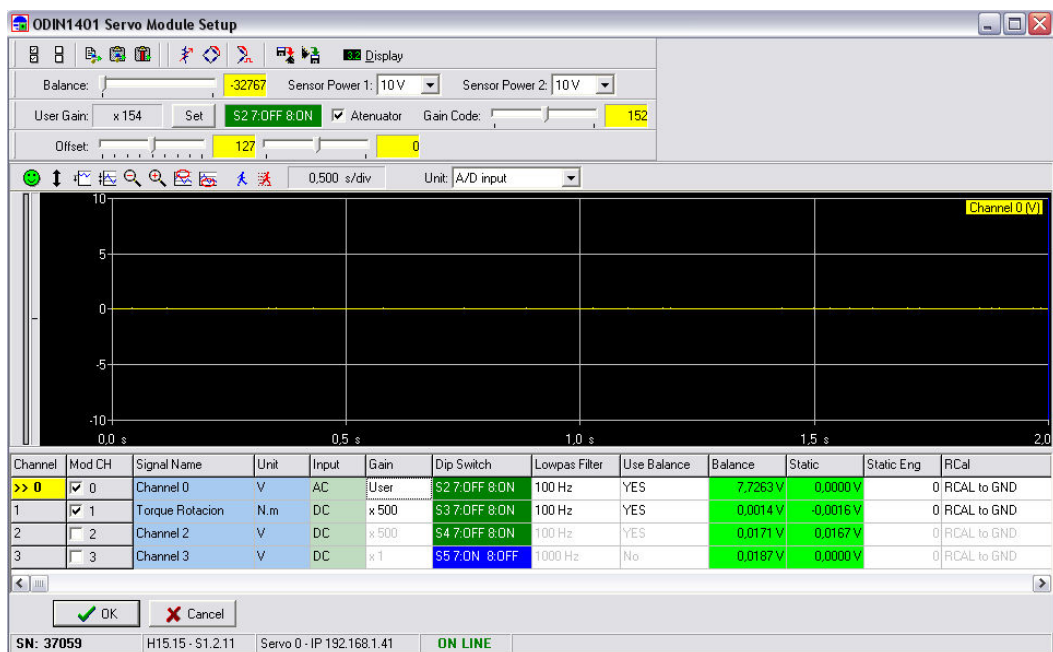 ODIN1401 Servo Module Setup
Display
Balance: -32767 Sensor Power 1: 10 V Sensor Power 2: 10 V
User Gain: x 154 Set S2 7:OFF 8:ON Atenuator Gain Code: 152
Offset: 127 0
0,500 s/div Unit: A/D input
Channel 0 (V)
10
5
0
-5
-10
0,0 s 0,5 s 1,0 s 1,5 s 2,0
Channel Mod CH Signal Name Unit Input Gain Dip Switch Lowpas Filter Use Balance Balance Static Static Eng RCal
>> 0 0 Channel 0 V AC User S2 7:OFF 8:ON 100 Hz YES 7,7263 V 0,0000 V 0 RCAL to GND
1 1 Torque Rotacion N.m DC x 500 S3 7:OFF 8:ON 100 Hz YES 0,0014 V -0,0016 V 0 RCAL to GND
2 2 Channel 2 V DC x 500 S4 7:OFF 8:ON 100 Hz YES 0,0171 V 0,0167 V 0 RCAL to GND
3 3 Channel 3 V DC x 1 S5 7:ON 8:OFF 1000 Hz No 0,0187 V 0,0000 V 0 RCAL to GND
OK Cancel
SN: 37059 H15.15 - S1.2.11 Servo 0 - IP 192.168.1.41 ON LINE